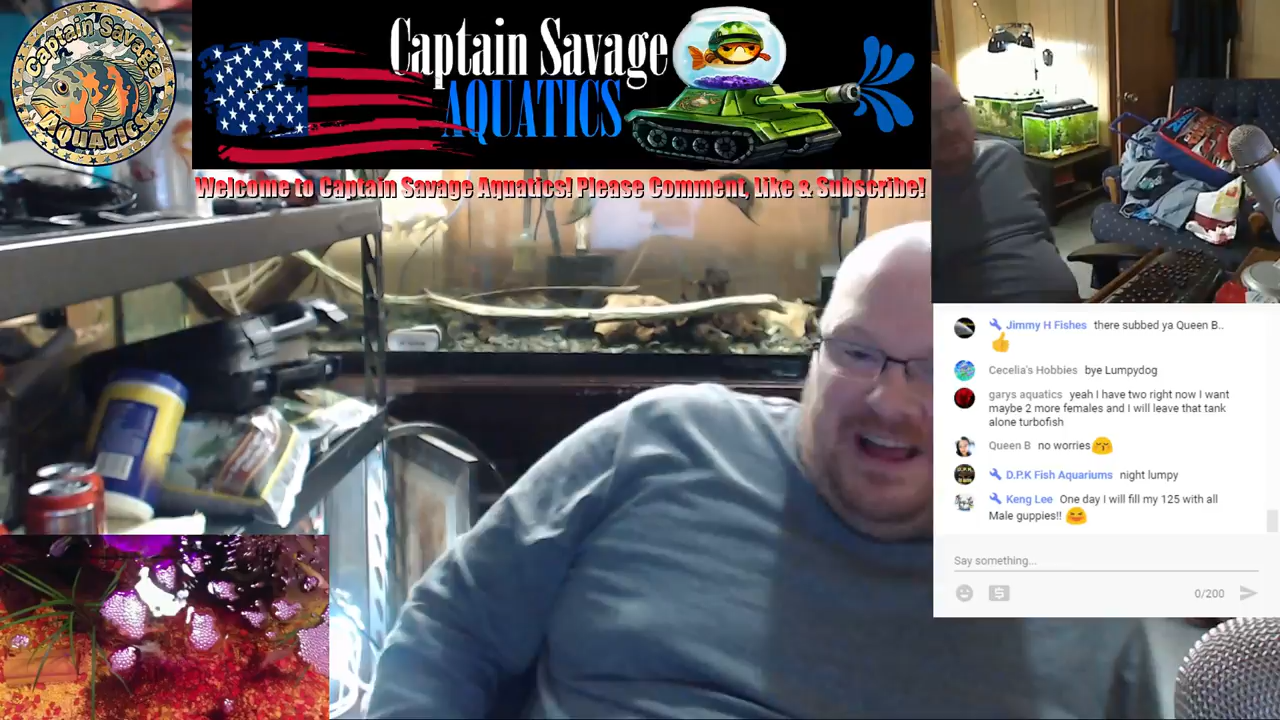 Captain Savage
AQUATICS
Captain Savage
AQUATICS
Welcome to Captain Savage Aquatics! Please Comment, Like & Subscribe!
Jimmy H Fishes there subbed ya Queen B..
Cecelia's Hobbies bye Lumpydog
garys aquatics yeah I have two right now I want
maybe 2 more females and I will leave that tank
alone turbofish
Queen B no worries
D.P.K Fish Aquariums night lumpy
Keng Lee One day I will fill my 125 with all
Male guppies!!
Say something...
0/200